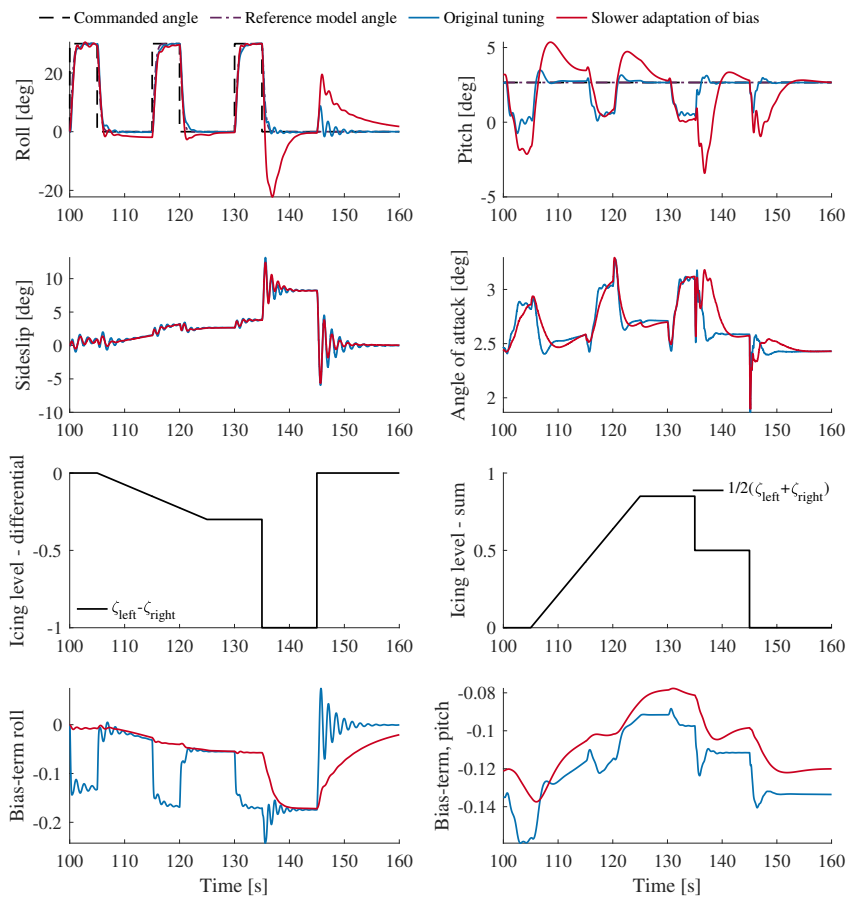 Commanded angle Reference model angle Original tuning Slower adaptation of bias
20
0
-20
Roll [deg]
100 110 120 130 140 150 160
5
0
-5
Pitch [deg]
100 110 120 130 140 150 160
10
5
0
-5
-10
Sideslip [deg]
100 110 120 130 140 150 160
3
2.5
2
Angle of attack [deg]
100 110 120 130 140 150 160
0
-0.5
-1
Icing level - differential
ζleft-ζright
100 110 120 130 140 150 160
1
0.5
0
Icing level - sum
1/2(ζleft+ζright)
100 110 120 130 140 150 160
0
-0.1
-0.2
Bias-term roll
100 110 120 130 140 150 160
Time [s]
-0.08
-0.1
-0.12
-0.14
Bias-term, pitch
100 110 120 130 140 150 160
Time [s]